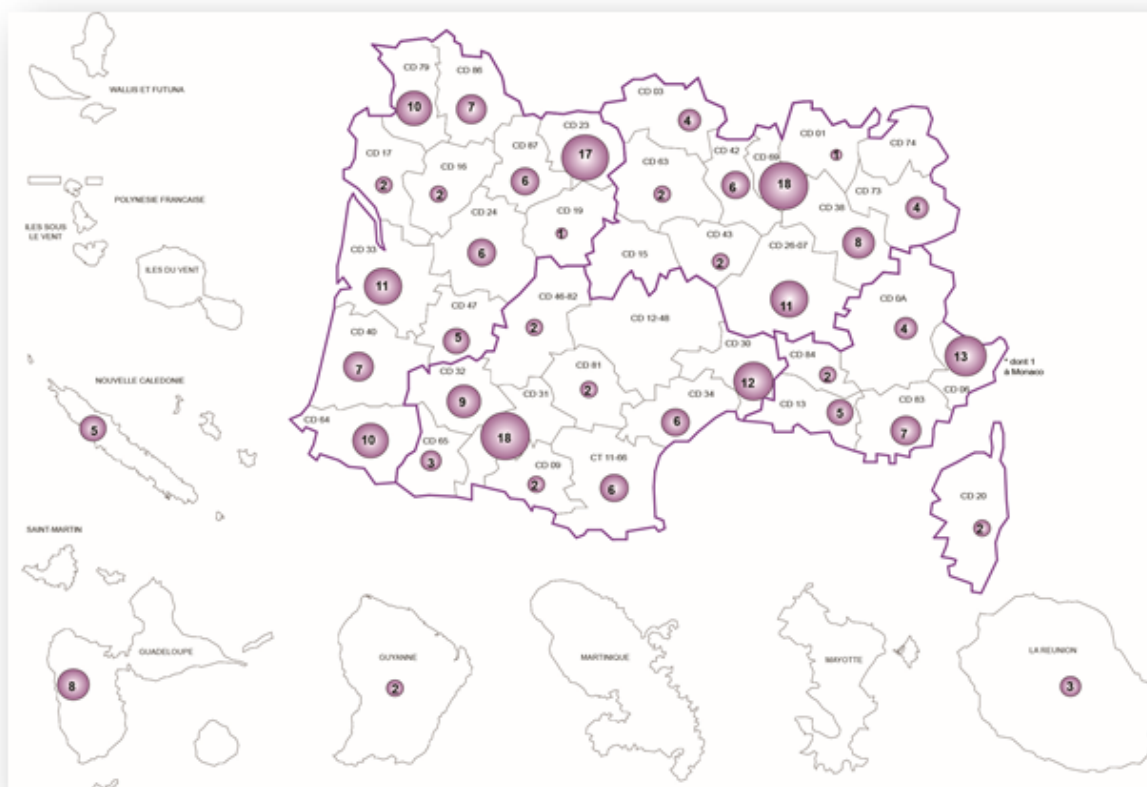 WALLIS ET FUTUNA
POLYNESIE FRANCAISE
ILES SOUS
LE VENT
ILES DU VENT
NOUVELLE CALEDONIE
5
SAINT-MARTIN
GUADELOUPE
8
CD 79
10
CD 86
7
CD 17
2
CD 16
2
CD 87
6
CD 23
17
CD 24
6
CD 19
1
CD 33
11
CD 47
5
CD 40
7
CD 64
10
CD 03
4
CD 63
2
CD 42
6
CD 69
18
CD 01
1
CD 74
CD 73
4
CD 38
8
CD 15
CD 43
2
CD 26-07
11
CD 46-82
2
CD 12-48
CD 30
12
CD 32
9
CD 31
18
CD 81
2
CD 34
6
CD 65
3
CD 09
2
CT 11-66
6
CD 0A
4
13
* dont 1
à Monaco
CD 84
2
CD 13
5
CD 83
7
CD 06
CD 20
2
GUYANNE
2
MARTINIQUE
MAYOTTE
LA REUNION
3